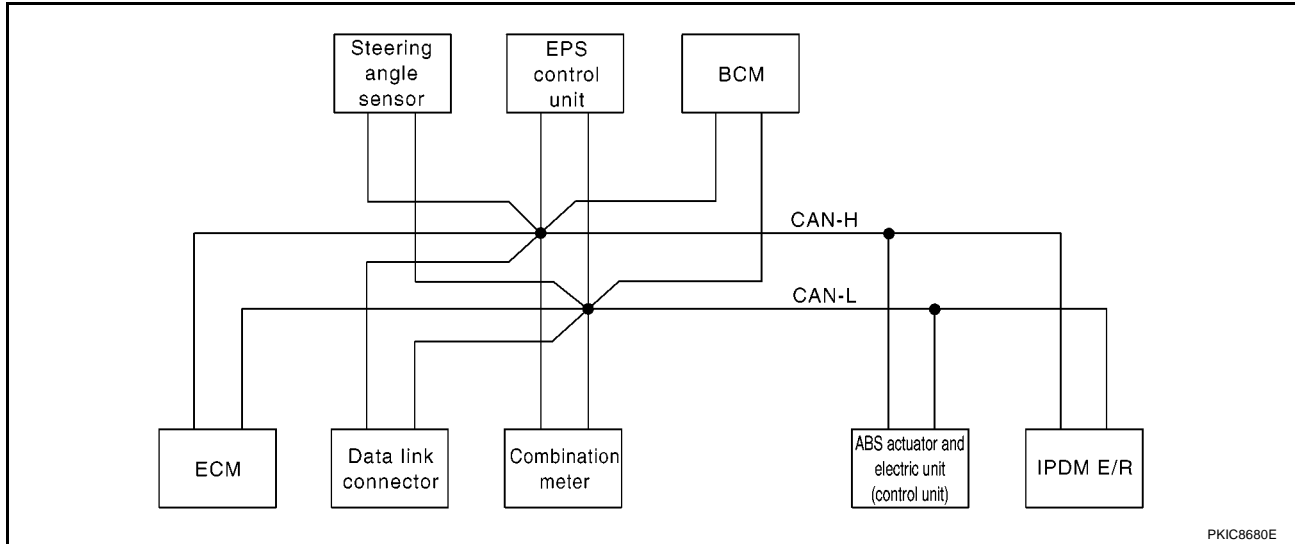 Steering
angle
sensor
EPS
control
unit
BCM
CAN-H
CAN-L
ECM
Data link
connector
Combination
meter
ABS actuator and
electric unit
(control unit)
IPDM E/R
PKIC8680E